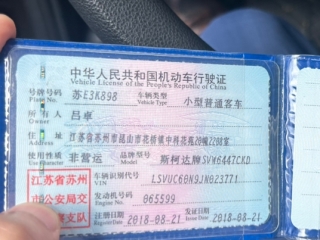 中华人民共和国机动车行驶证
Vehicle License of the People's Republic of China
号牌号码 苏E3K898 车辆类型 小型普通客车
Plate No. Vehicle Type
所有人 吕卓
Owner
住址 江苏省苏州市昆山市花桥镇中科花苑20幢2208室
Address
使用性质 非营运 品牌型号 斯柯达牌SVW6447CKD
Use Character Model
江苏省苏州 车辆识别代号
VIN
市公安局交 发动机号码 065599
Engine No.
注册日期 2018-08-21 发证日期 2018-08-21
Register Date Issue Date